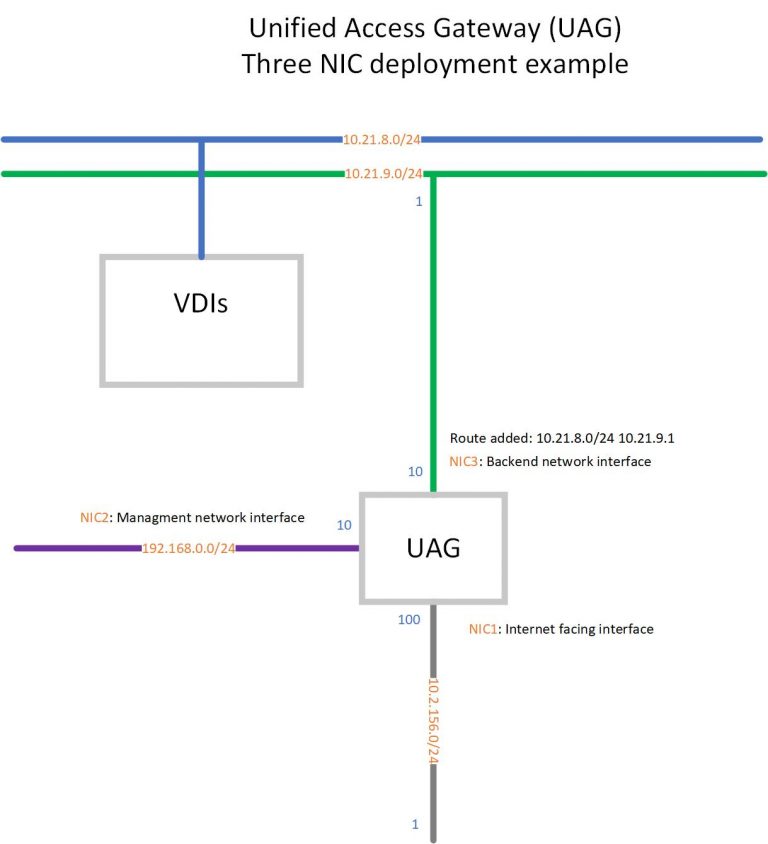 Unified Access Gateway (UAG)
Three NIC deployment example
10.21.8.0/24
10.21.9.0/24
1
VDIs
Route added: 10.21.8.0/24 10.21.9.1
NIC3: Backend network interface
10
NIC2: Managment network interface
10
192.168.0.0/24
UAG
100
NIC1: Internet facing interface
10.2.156.0/24
1